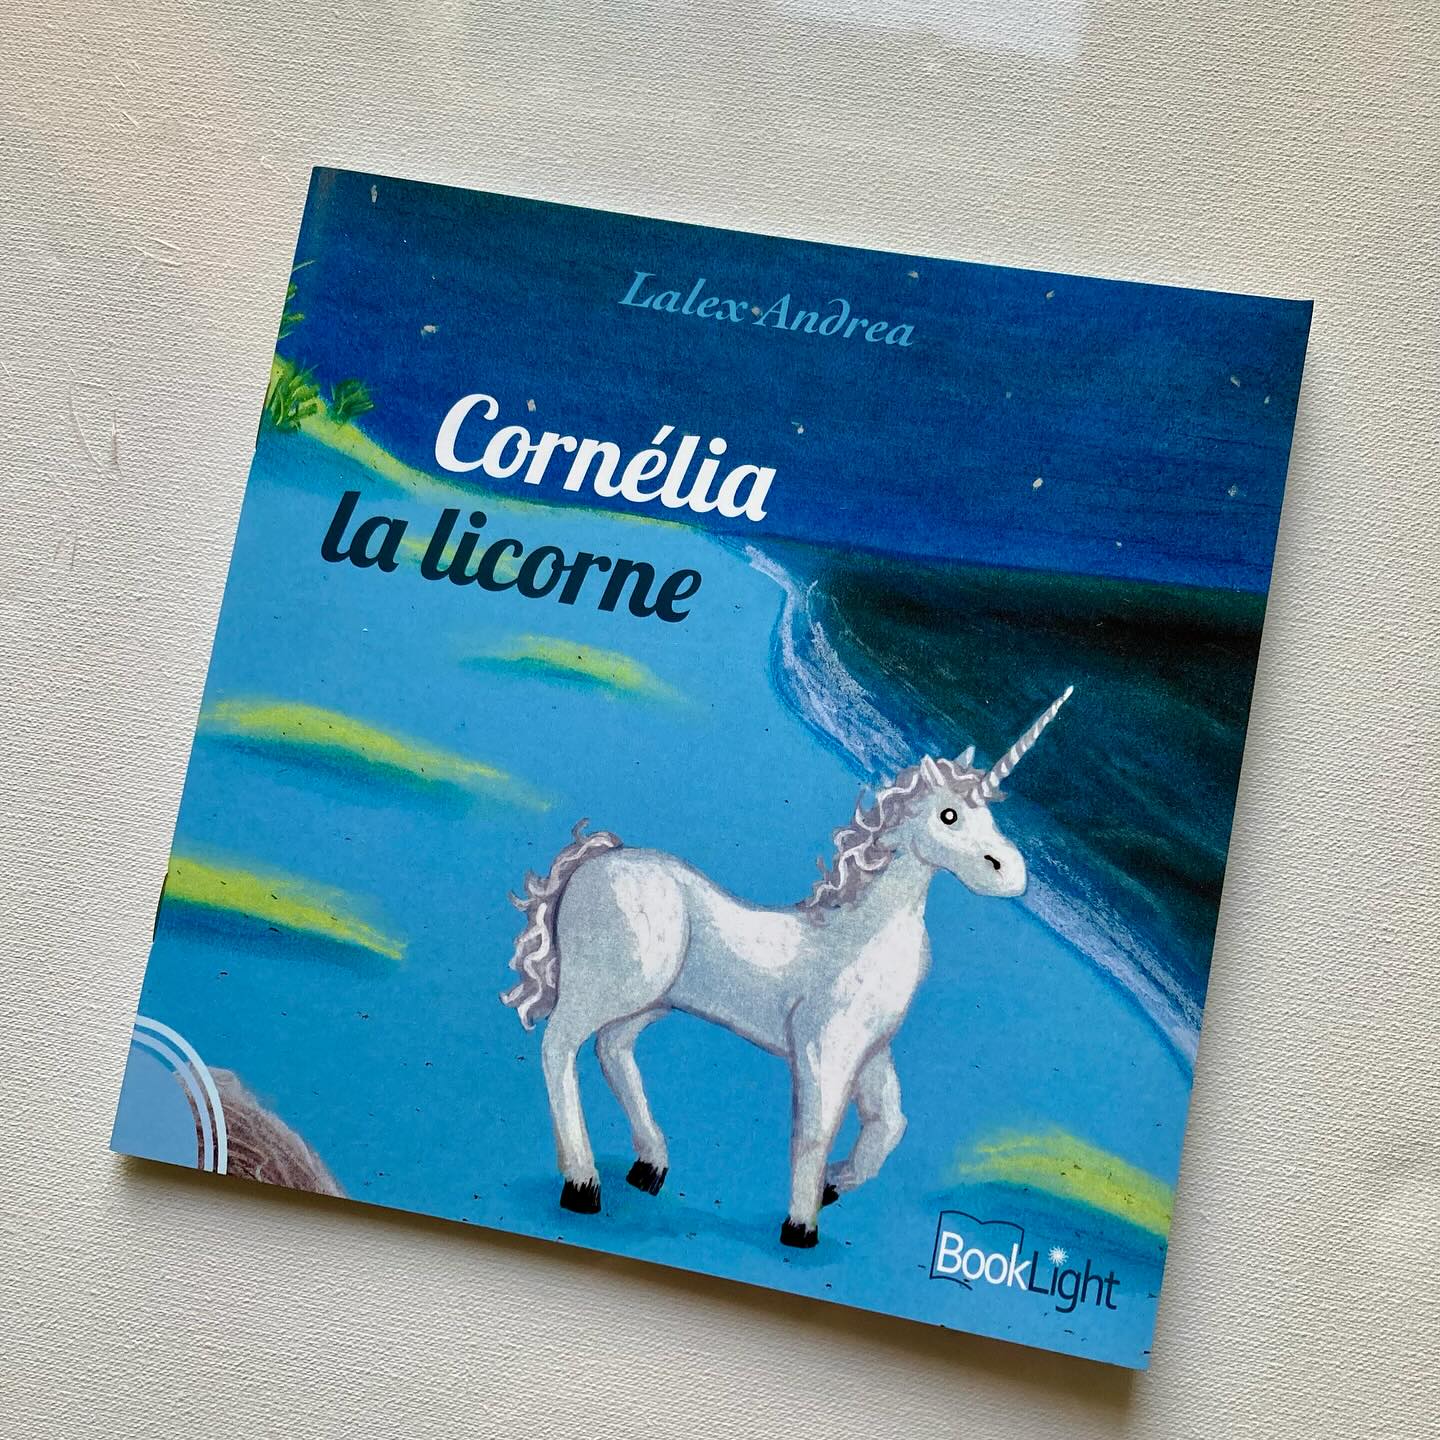 Lalex Andrea
Cornélia
la licorne
BookLight